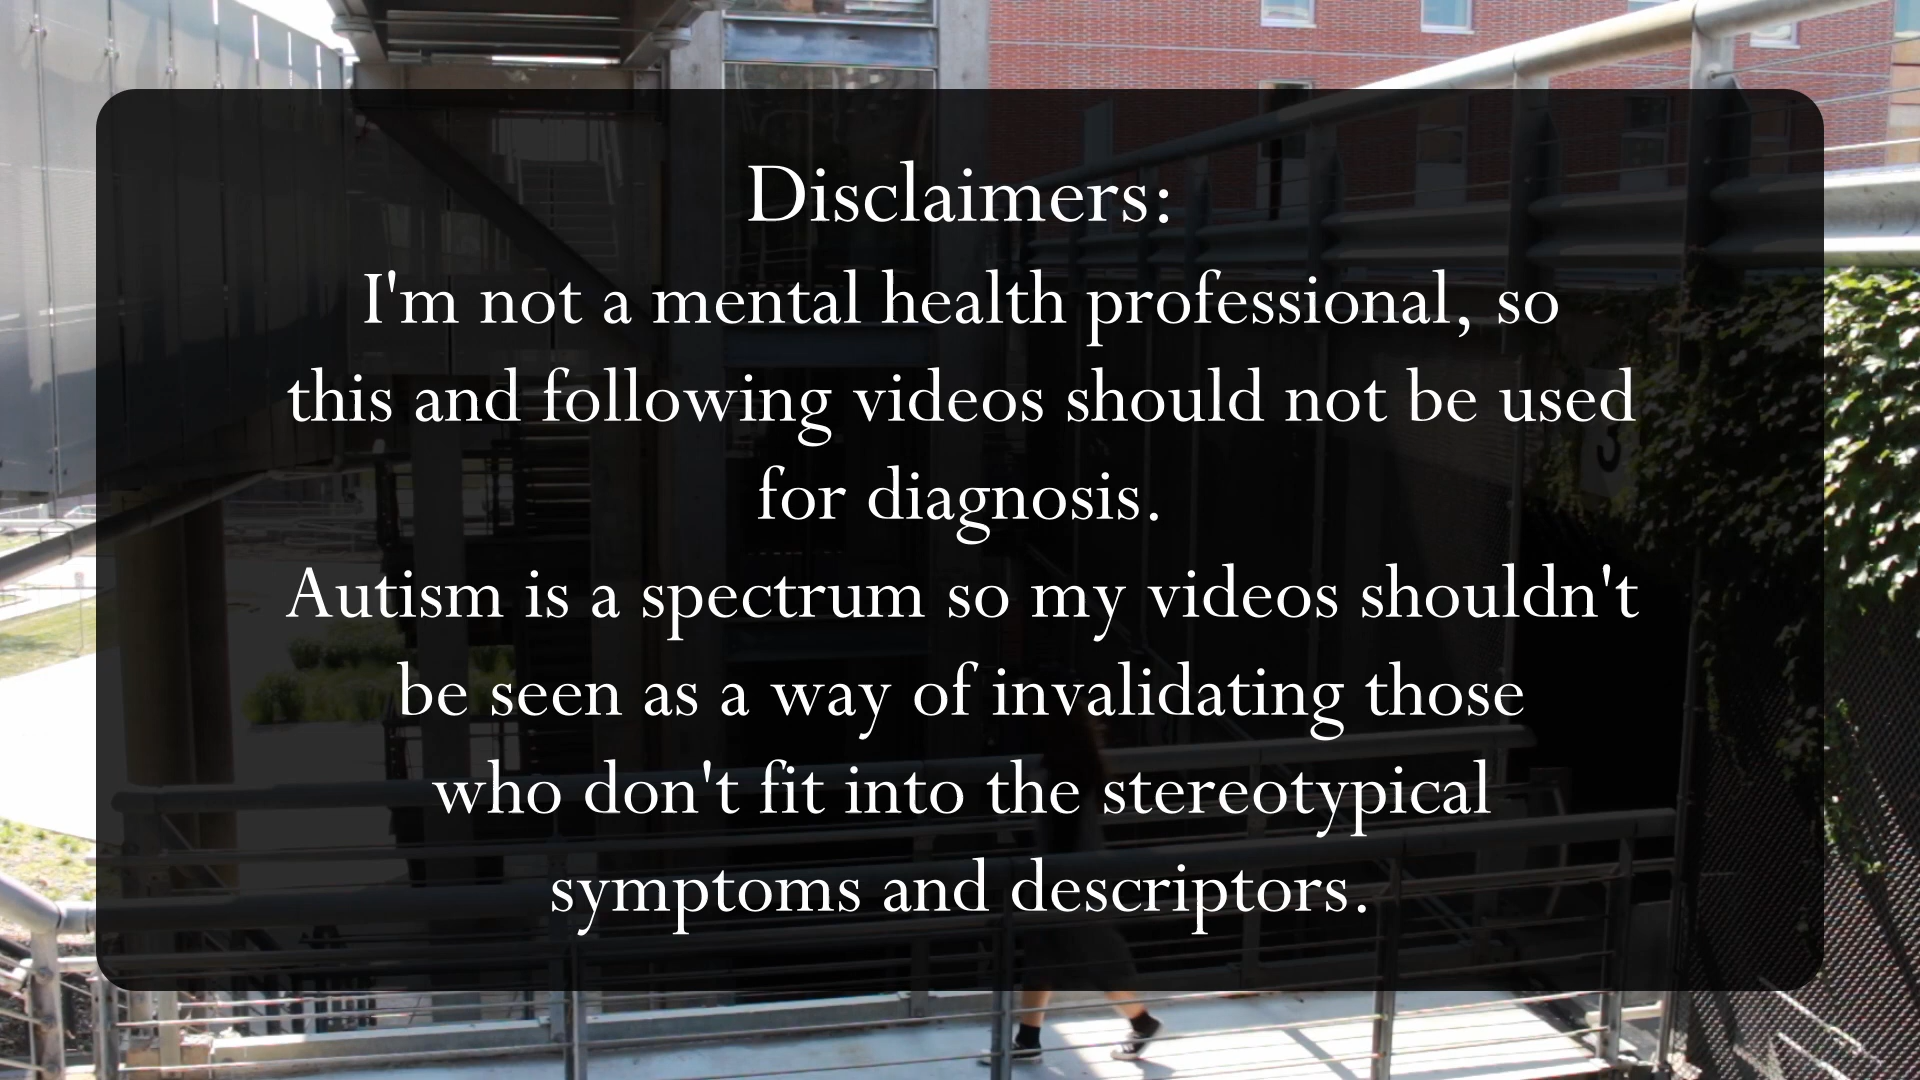 Disclaimers:
I'm not a mental health professional, so
this and following videos should not be used
for diagnosis.
Autism is a spectrum so my videos shouldn't
be seen as a way of invalidating those
who don't fit into the stereotypical
symptoms and descriptors.
3